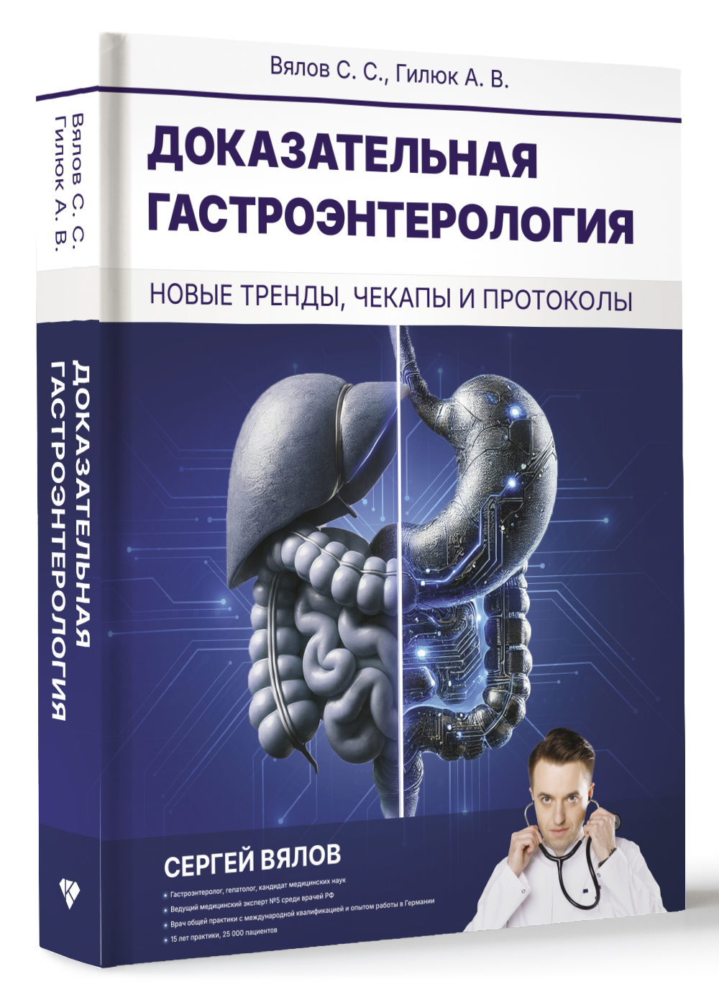 Вялов С. С., Гилюк А. В.
ДОКАЗАТЕЛЬНАЯ
ГАСТРОЭНТЕРОЛОГИЯ
НОВЫЕ ТРЕНДЫ, ЧЕКАПЫ И ПРОТОКОЛЫ
СЕРГЕЙ ВЯЛОВ
Гастроэнтеролог, гепатолог, кандидат медицинских наук
Ведущий медицинский эксперт №5 среди врачей РФ
Врач общей практики с международной квалификацией и опытом работы в Германии
15 лет практики, 25 000 пациентов
Вялов С. С.
Гилюк А. В.
ДОКАЗАТЕЛЬНАЯ
ГАСТРОЭНТЕРОЛОГИЯ